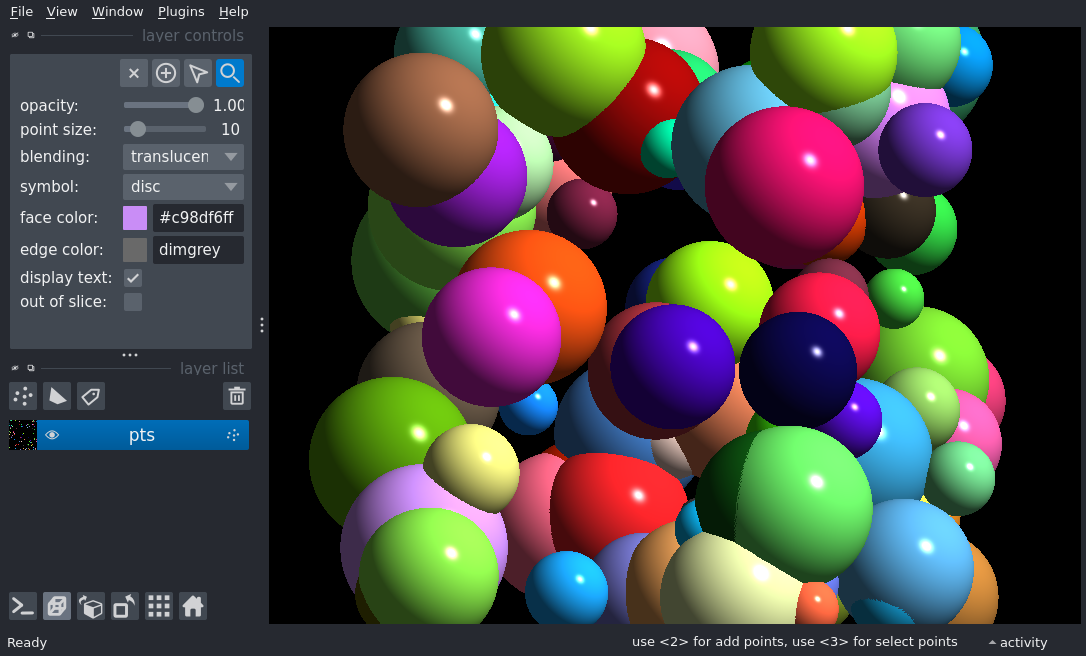 File View Window Plugins Help
layer controls
opacity: 1.00
point size: 10
blending: translucen
symbol: disc
face color: #c98df6ff
edge color: dimgrey
display text:
out of slice:
layer list
pts
Ready use <2> for add points, use <3> for select points activity